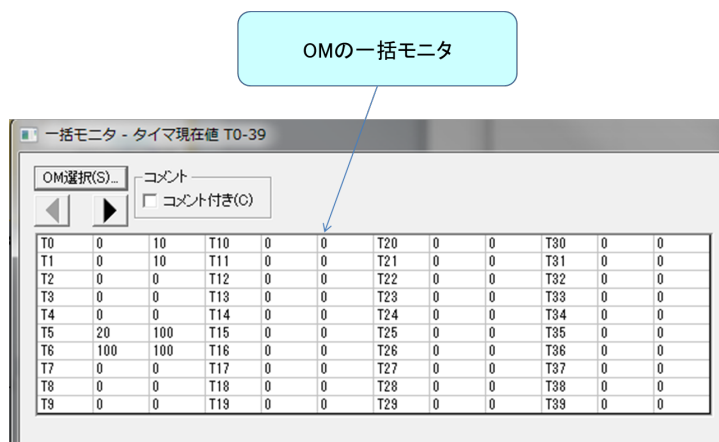 OMの一括モニタ
一括モニタ - タイマ現在値 T0-39
OM選択(S)... コメント
コメント付き(C)
T0 0 10 T10 0 0 T20 0 0 T30 0 0
T1 0 10 T11 0 0 T21 0 0 T31 0 0
T2 0 0 T12 0 0 T22 0 0 T32 0 0
T3 0 0 T13 0 0 T23 0 0 T33 0 0
T4 0 0 T14 0 0 T24 0 0 T34 0 0
T5 20 100 T15 0 0 T25 0 0 T35 0 0
T6 100 100 T16 0 0 T26 0 0 T36 0 0
T7 0 0 T17 0 0 T27 0 0 T37 0 0
T8 0 0 T18 0 0 T28 0 0 T38 0 0
T9 0 0 T19 0 0 T29 0 0 T39 0 0